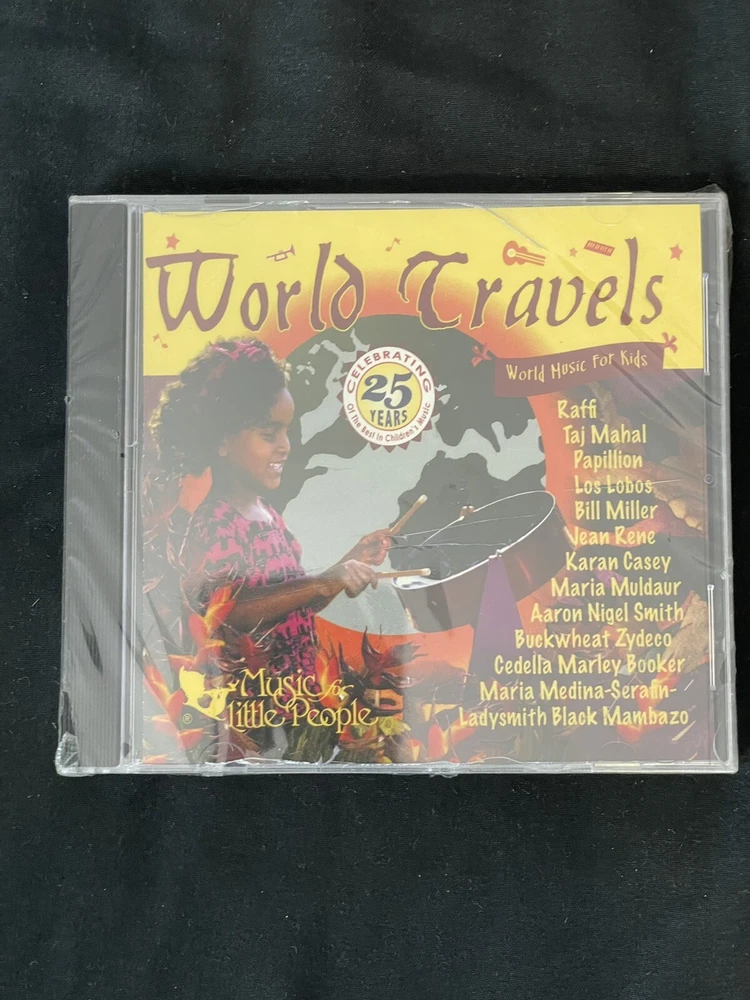 World Travels
World Music For Kids
CELEBRATING
25
YEARS
Of The Best In Children's Music
Raffi
Taj Mahal
Papillion
Los Lobos
Bill Miller
Jean Rene
Karan Casey
Maria Muldaur
Aaron Nigel Smith
Buckwheat Zydeco
Cedella Marley Booker
Maria Medina-Serafin-
Ladysmith Black Mambazo
Music for
Little People
®